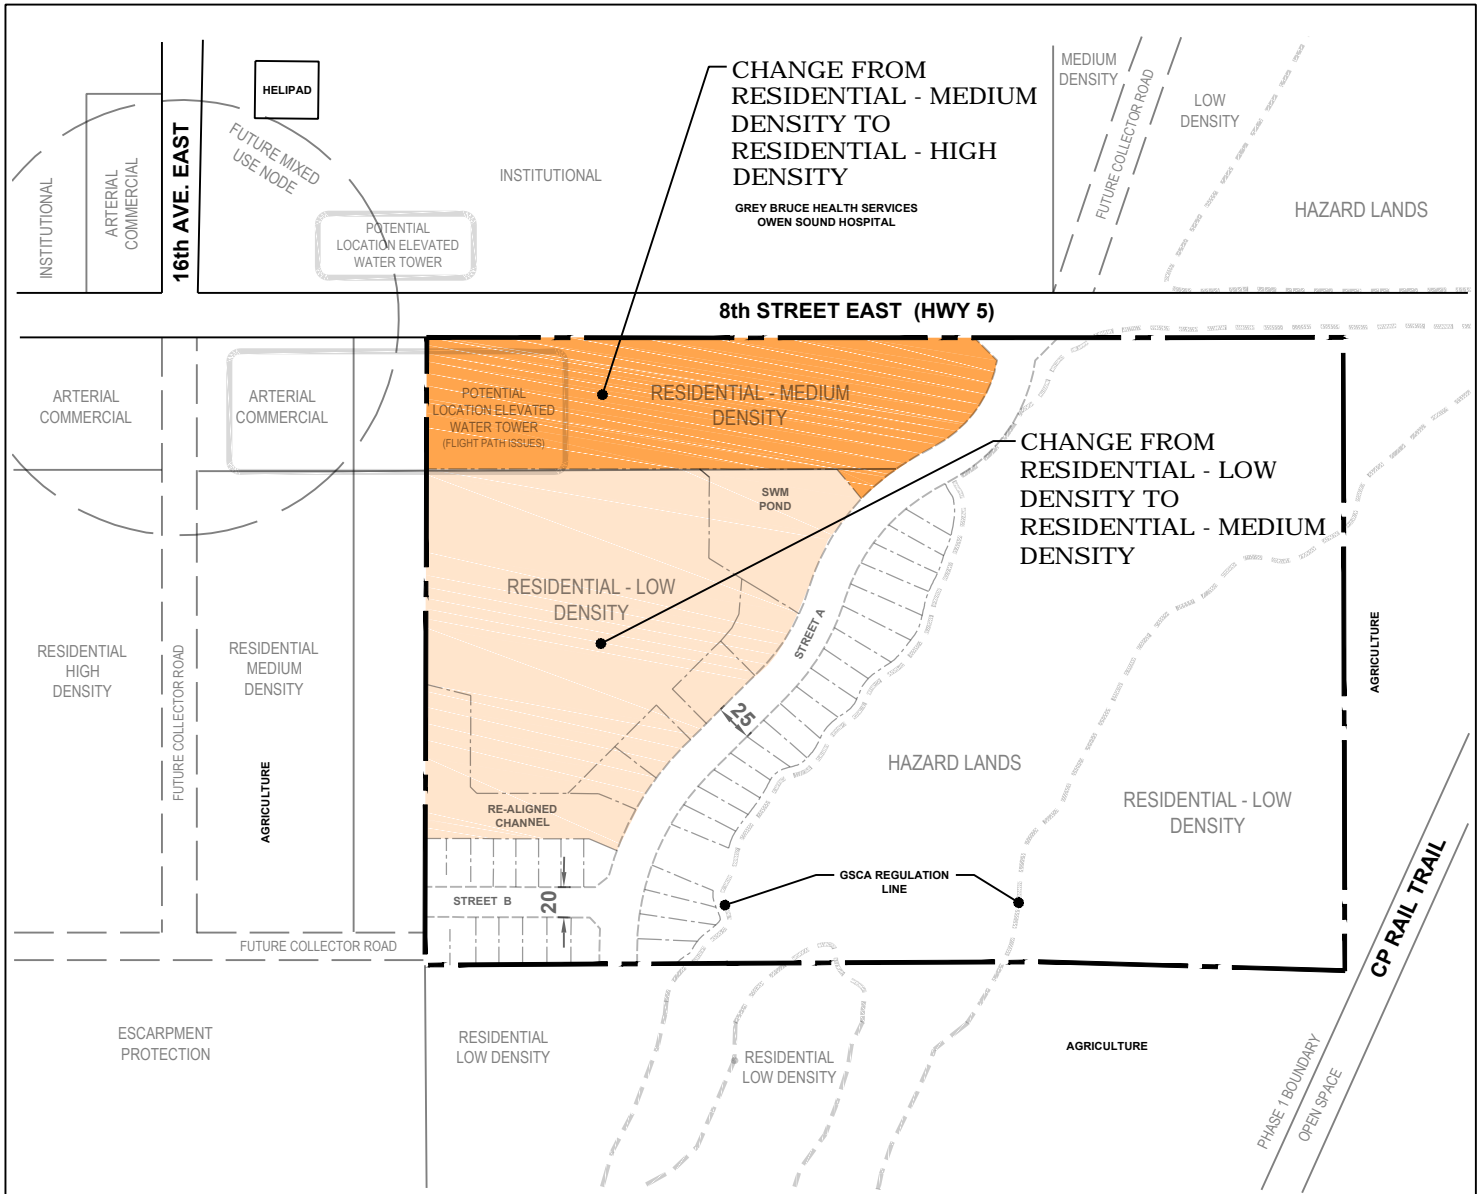 HELIPAD
16th AVE. EAST
INSTITUTIONAL
ARTERIAL
COMMERCIAL
FUTURE MIXED
USE NODE
POTENTIAL
LOCATION ELEVATED
WATER TOWER
INSTITUTIONAL
CHANGE FROM
RESIDENTIAL - MEDIUM
DENSITY TO
RESIDENTIAL - HIGH
DENSITY
GREY BRUCE HEALTH SERVICES
OWEN SOUND HOSPITAL
MEDIUM
DENSITY
FUTURE COLLECTOR ROAD
LOW
DENSITY
HAZARD LANDS
8th STREET EAST (HWY 5)
ARTERIAL
COMMERCIAL
ARTERIAL
COMMERCIAL
POTENTIAL
LOCATION ELEVATED
WATER TOWER
(FLIGHT PATH ISSUES)
RESIDENTIAL - MEDIUM
DENSITY
CHANGE FROM
RESIDENTIAL - LOW
DENSITY TO
RESIDENTIAL - MEDIUM
DENSITY
SWM
POND
RESIDENTIAL - LOW
DENSITY
STREET A
RESIDENTIAL
HIGH
DENSITY
FUTURE COLLECTOR ROAD
RESIDENTIAL
MEDIUM
DENSITY
AGRICULTURE
AGRICULTURE
25
HAZARD LANDS
RESIDENTIAL - LOW
DENSITY
RE-ALIGNED
CHANNEL
GSCA REGULATION
LINE
STREET B
20
FUTURE COLLECTOR ROAD
CP RAIL TRAIL
ESCARPMENT
PROTECTION
RESIDENTIAL
LOW DENSITY
RESIDENTIAL
LOW DENSITY
AGRICULTURE
PHASE 1 BOUNDARY
OPEN SPACE